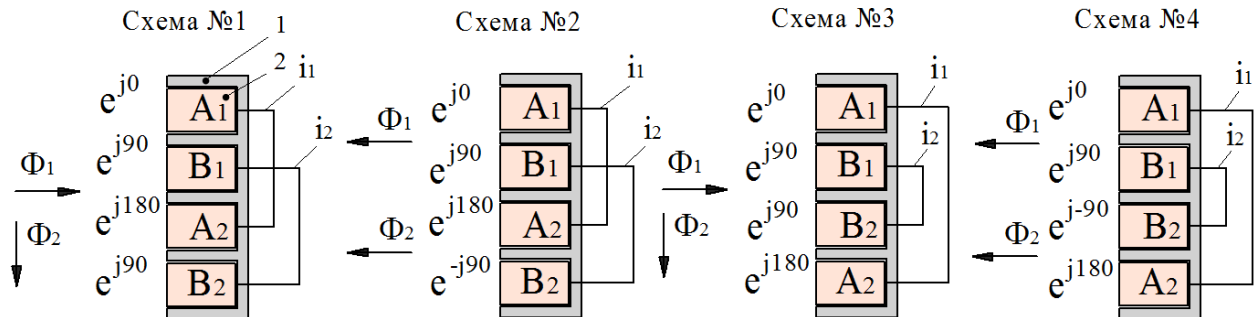 Схема №1
1
2
i1
i2
Φ1
Φ2
e^j0
A1
e^j90
B1
e^j180
A2
e^j90
B2
Схема №2
i1
i2
Φ1
Φ2
e^j0
A1
e^j90
B1
e^j180
A2
e^-j90
B2
Схема №3
i1
i2
Φ1
Φ2
e^j0
A1
e^j90
B1
e^j90
B2
e^j180
A2
Схема №4
i1
i2
Φ1
Φ2
e^j0
A1
e^j90
B1
e^j-90
B2
e^j180
A2